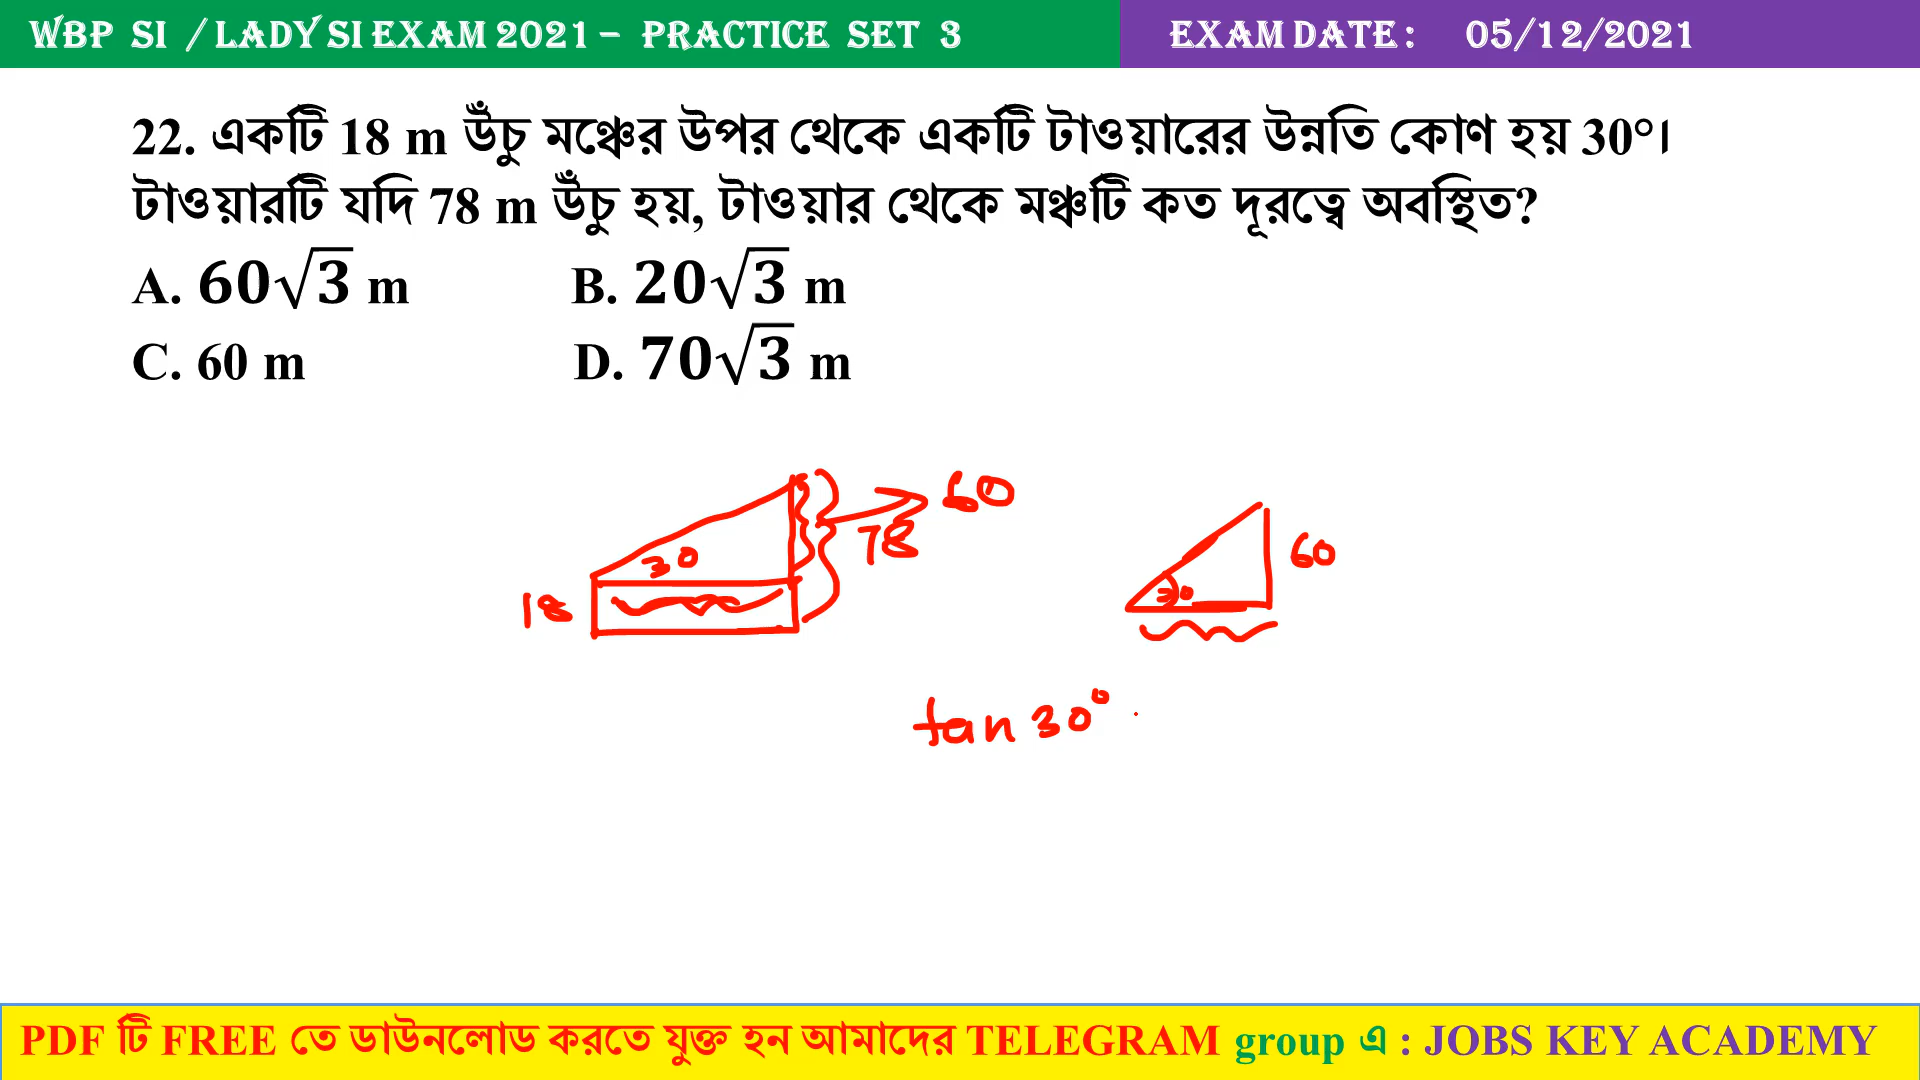 WBP SI / LADY SI EXAM 2021 – PRACTICE SET 3 EXAM DATE : 05/12/2021
22. একটি 18 m উঁচু মঞ্চের উপর থেকে একটি টাওয়ারের উন্নতি কোণ হয় 30°।
টাওয়ারটি যদি 78 m উঁচু হয়, টাওয়ার থেকে মঞ্চটি কত দূরত্বে অবস্থিত?
A. 60√3 m B. 20√3 m
C. 60 m D. 70√3 m
60
78
30
18
60
30
tan 30°
PDF টি FREE তে ডাউনলোড করতে যুক্ত হন আমাদের TELEGRAM group এ : JOBS KEY ACADEMY